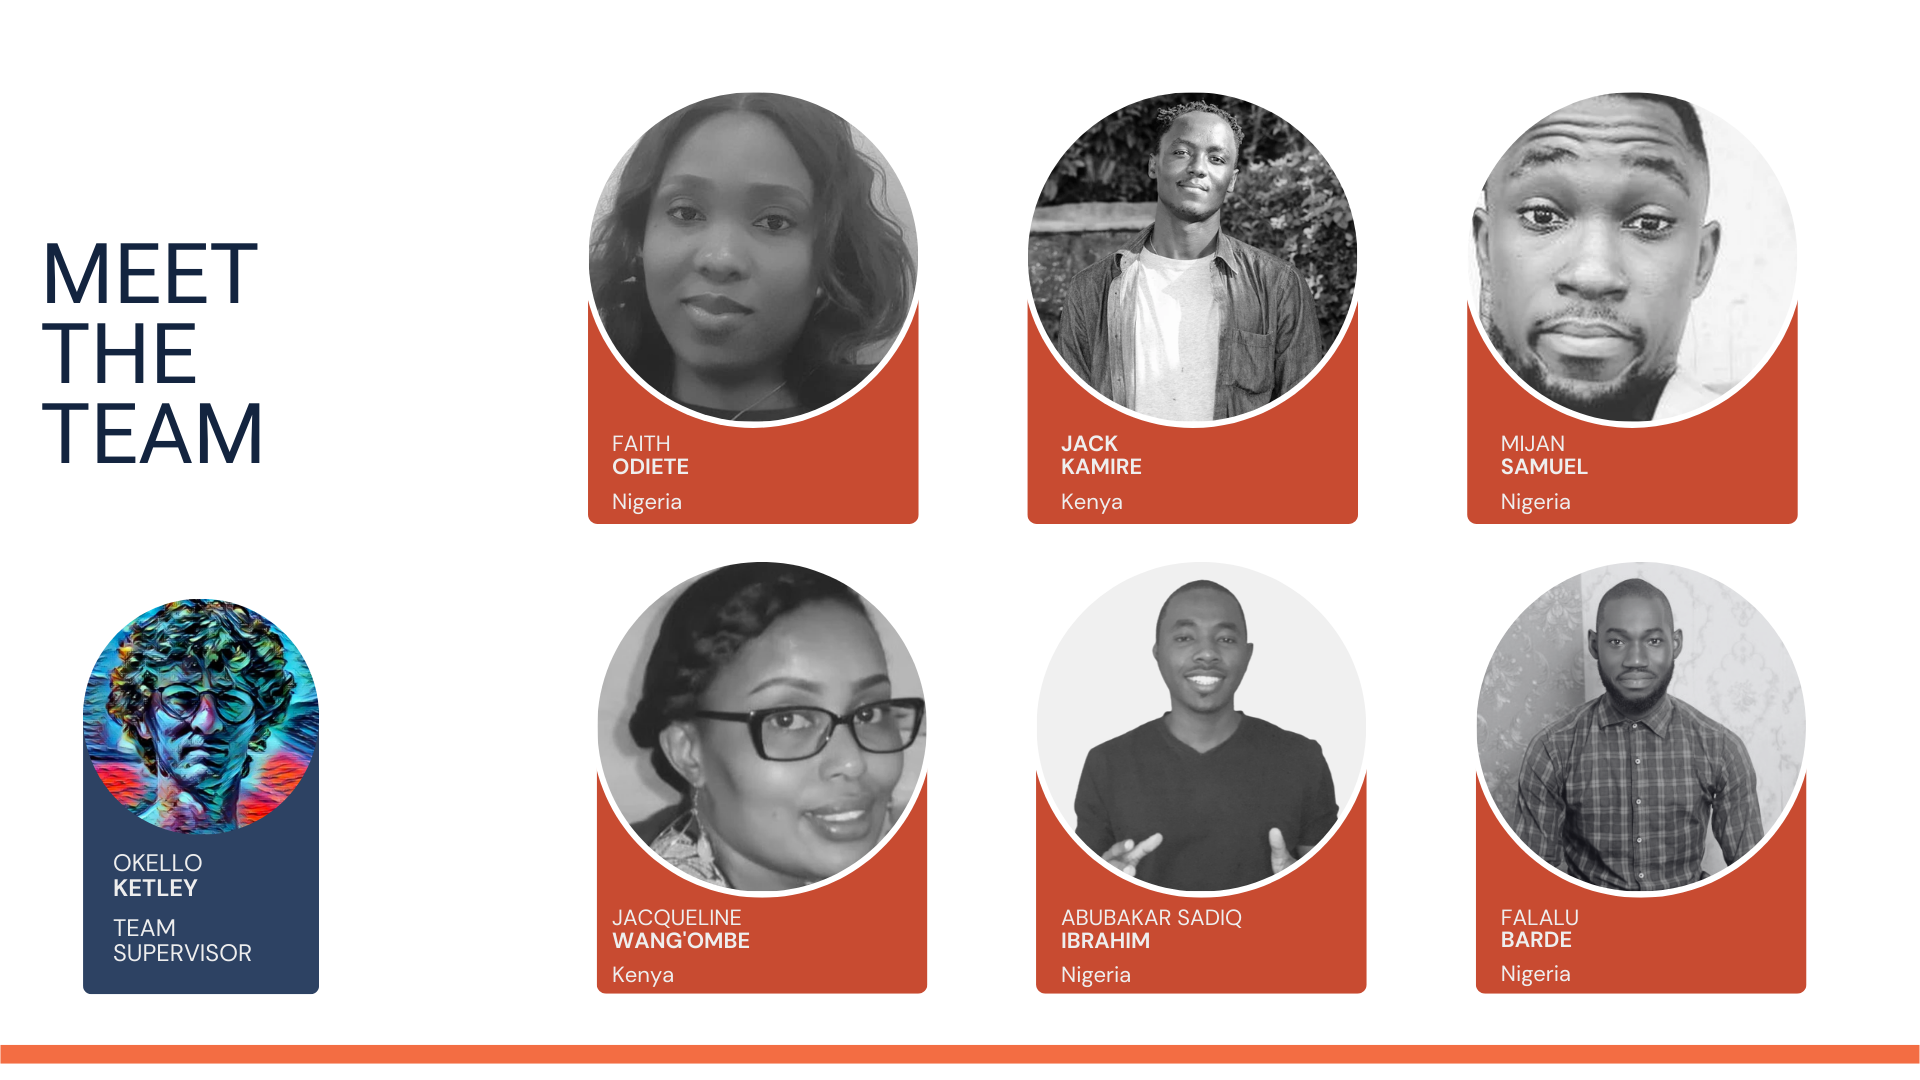 MEET
THE
TEAM
OKELLO
KETLEY
TEAM
SUPERVISOR
FAITH
ODIETE
Nigeria
JACK
KAMIRE
Kenya
MIJAN
SAMUEL
Nigeria
JACQUELINE
WANG'OMBE
Kenya
ABUBAKAR SADIQ
IBRAHIM
Nigeria
FALALU
BARDE
Nigeria